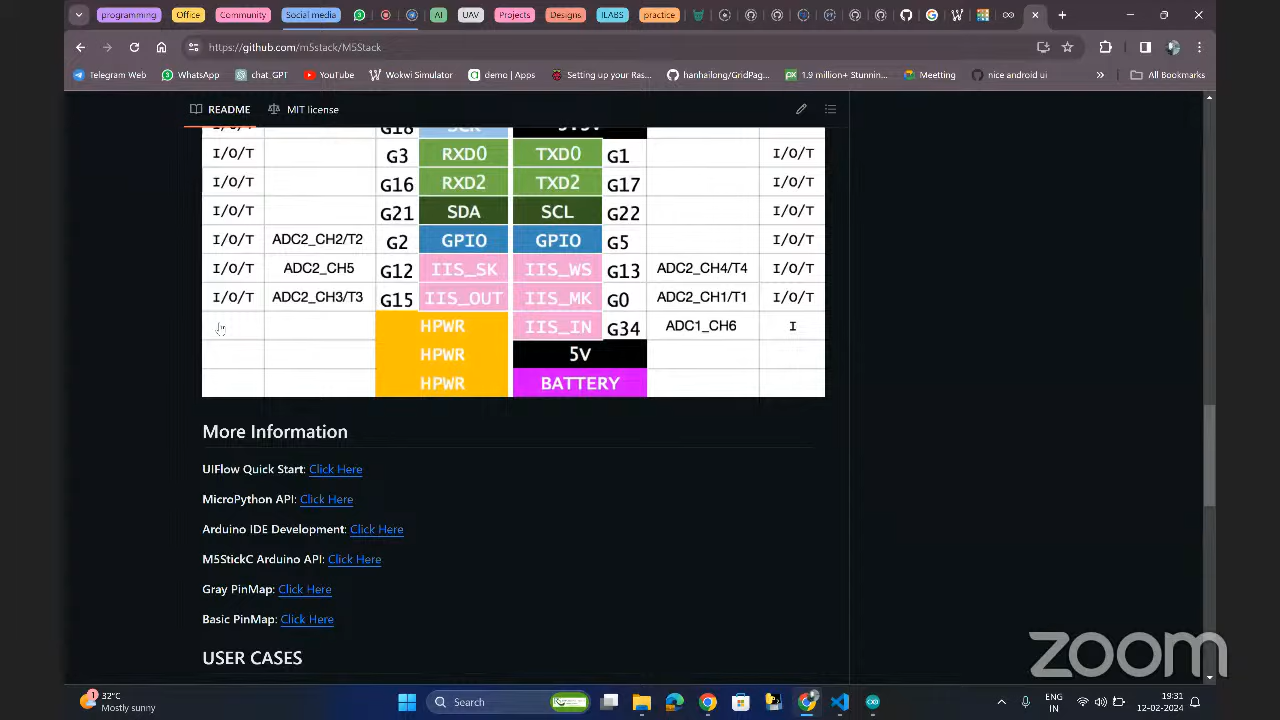 programming Office Community Social media AI UAV Projects Designs ILABS practice
https://github.com/m5stack/M5Stack
Telegram Web WhatsApp chat_GPT YouTube Wokwi Simulator demo | Apps Setting up your Ras... hanhailong/GridPag... 1.9 million+ Stunnin... Meetting nice android ui » All Bookmarks
README MIT license
I/O/T G18 SCK
I/O/T G3 RXD0 TXD0 G1 I/O/T
I/O/T G16 RXD2 TXD2 G17 I/O/T
I/O/T G21 SDA SCL G22 I/O/T
I/O/T ADC2_CH2/T2 G2 GPIO GPIO G5 I/O/T
I/O/T ADC2_CH5 G12 IIS_SK IIS_WS G13 ADC2_CH4/T4 I/O/T
I/O/T ADC2_CH3/T3 G15 IIS_OUT IIS_MK G0 ADC2_CH1/T1 I/O/T
HPWR IIS_IN G34 ADC1_CH6 I
HPWR 5V
HPWR BATTERY
More Information
UIFlow Quick Start: Click Here
MicroPython API: Click Here
Arduino IDE Development: Click Here
M5StickC Arduino API: Click Here
Gray PinMap: Click Here
Basic PinMap: Click Here
USER CASES
zoom
1 32°C
Mostly sunny
Search
ENG
IN
19:31
12-02-2024